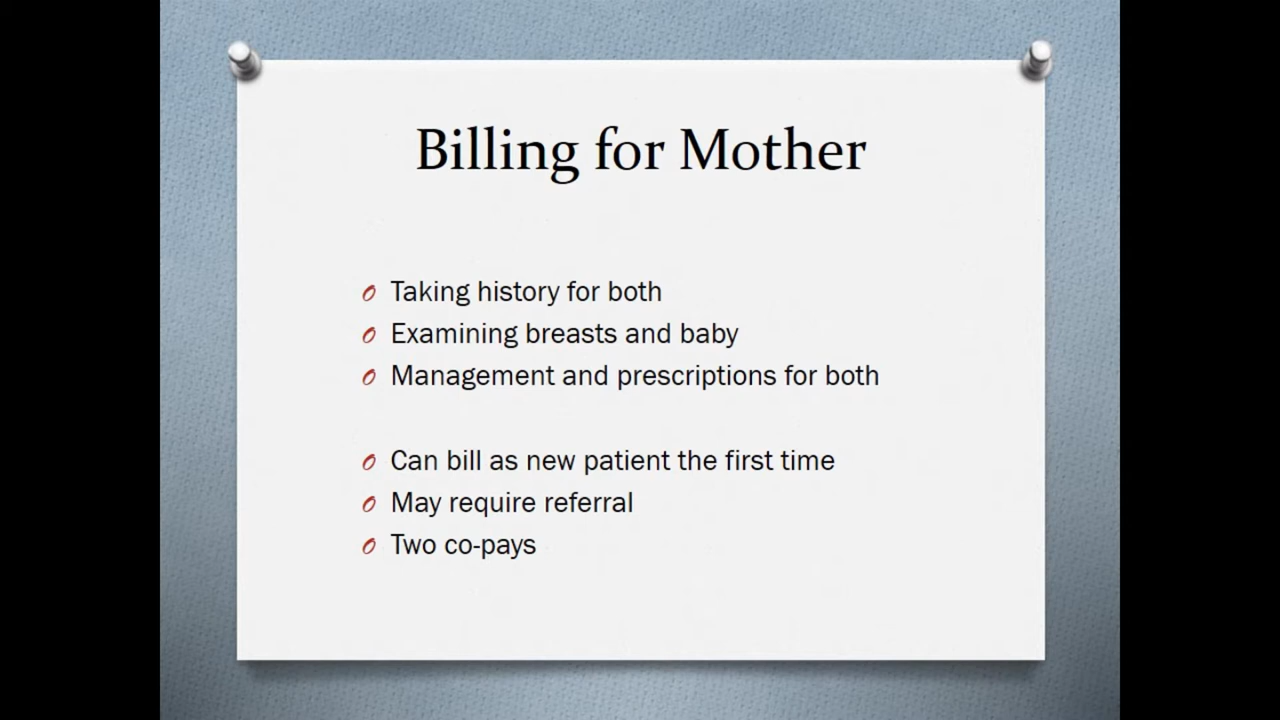 Billing for Mother
Taking history for both
Examining breasts and baby
Management and prescriptions for both
Can bill as new patient the first time
May require referral
Two co-pays